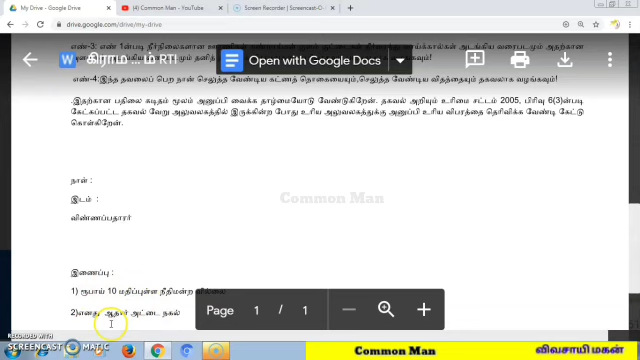 My Drive - Google Drive
(4) Common Man - YouTube
Screen Recorder | Screencast-O-
drive.google.com/drive/my-drive
கிராம ... ம் RTI
Open with Google Docs
எண்-4:இந்த தவலைப் பெற நான் செலுத்த வேண்டிய கட்டணத் தொகையையும்,செலுத்த வேண்டிய விதத்தையும் தகவலாக வழங்கவும்!
.இதற்கான பதிலை கடிதம் மூலம் அனுப்பி வைக்க தாழ்மையோடு வேண்டுகிறேன். தகவல் அறியும் உரிமை சட்டம் 2005, பிரிவு 6(3)ன்படி
கேட்கப்பட்ட தகவல் வேறு அலுவலகத்தில் இருக்கின்ற போது உரிய அலுவலகத்துக்கு அனுப்பி உரிய விபரத்தை தெரிவிக்க வேண்டி கேட்டு
கொள்கிறேன்.
நாள் :
இடம் :
Common Man
விண்ணப்பதாரர்
இணைப்பு :
1) ரூபாய் 10 மதிப்புள்ள நீதிமன்ற வில்லை
2)எனது ஆதார் அட்டை நகல்
Page 1 / 1
RECORDED WITH
SCREENCAST MATIC
Common Man
விவசாயி மகன்